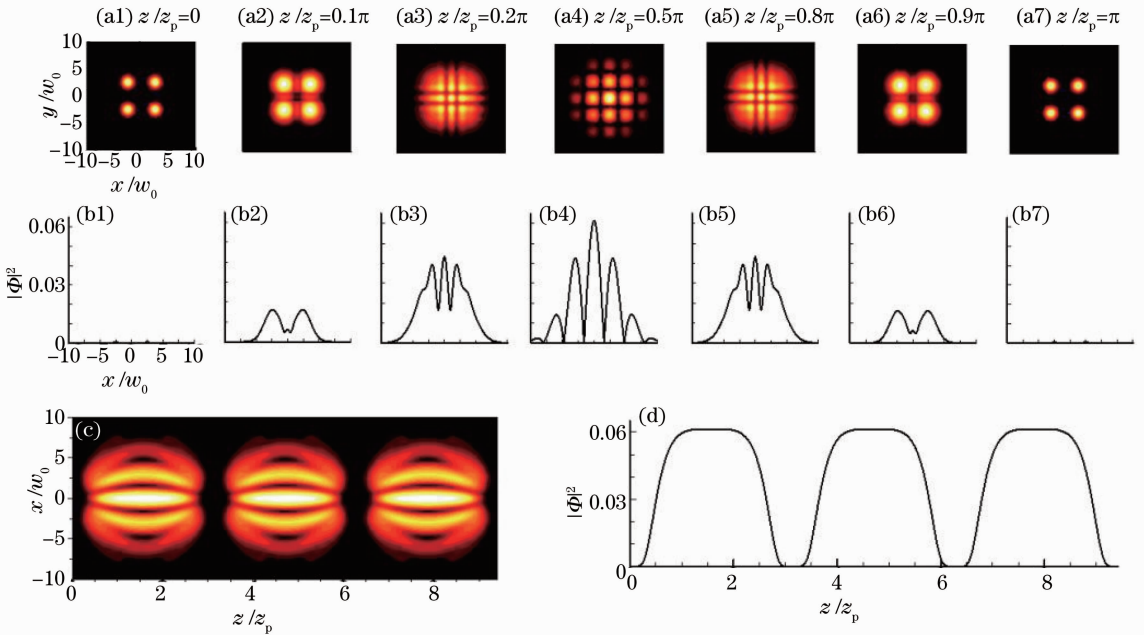 (a1) z/zp=0 (a2) z/zp=0.1π (a3) z/zp=0.2π (a4) z/zp=0.5π (a5) z/zp=0.8π (a6) z/zp=0.9π (a7) z/zp=π
10
5
0
−5
−10
y/w0
−10 −5 0 5 10
x/w0
(b1) (b2) (b3) (b4) (b5) (b6) (b7)
0.06
0.03
0
|Φ|²
−10 −5 0 5 10
x/w0
(c)
10
5
0
−5
−10
x/w0
0 2 4 6 8
z/zp
(d)
0.06
0.03
0
|Φ|²
0 2 4 6 8
z/zp